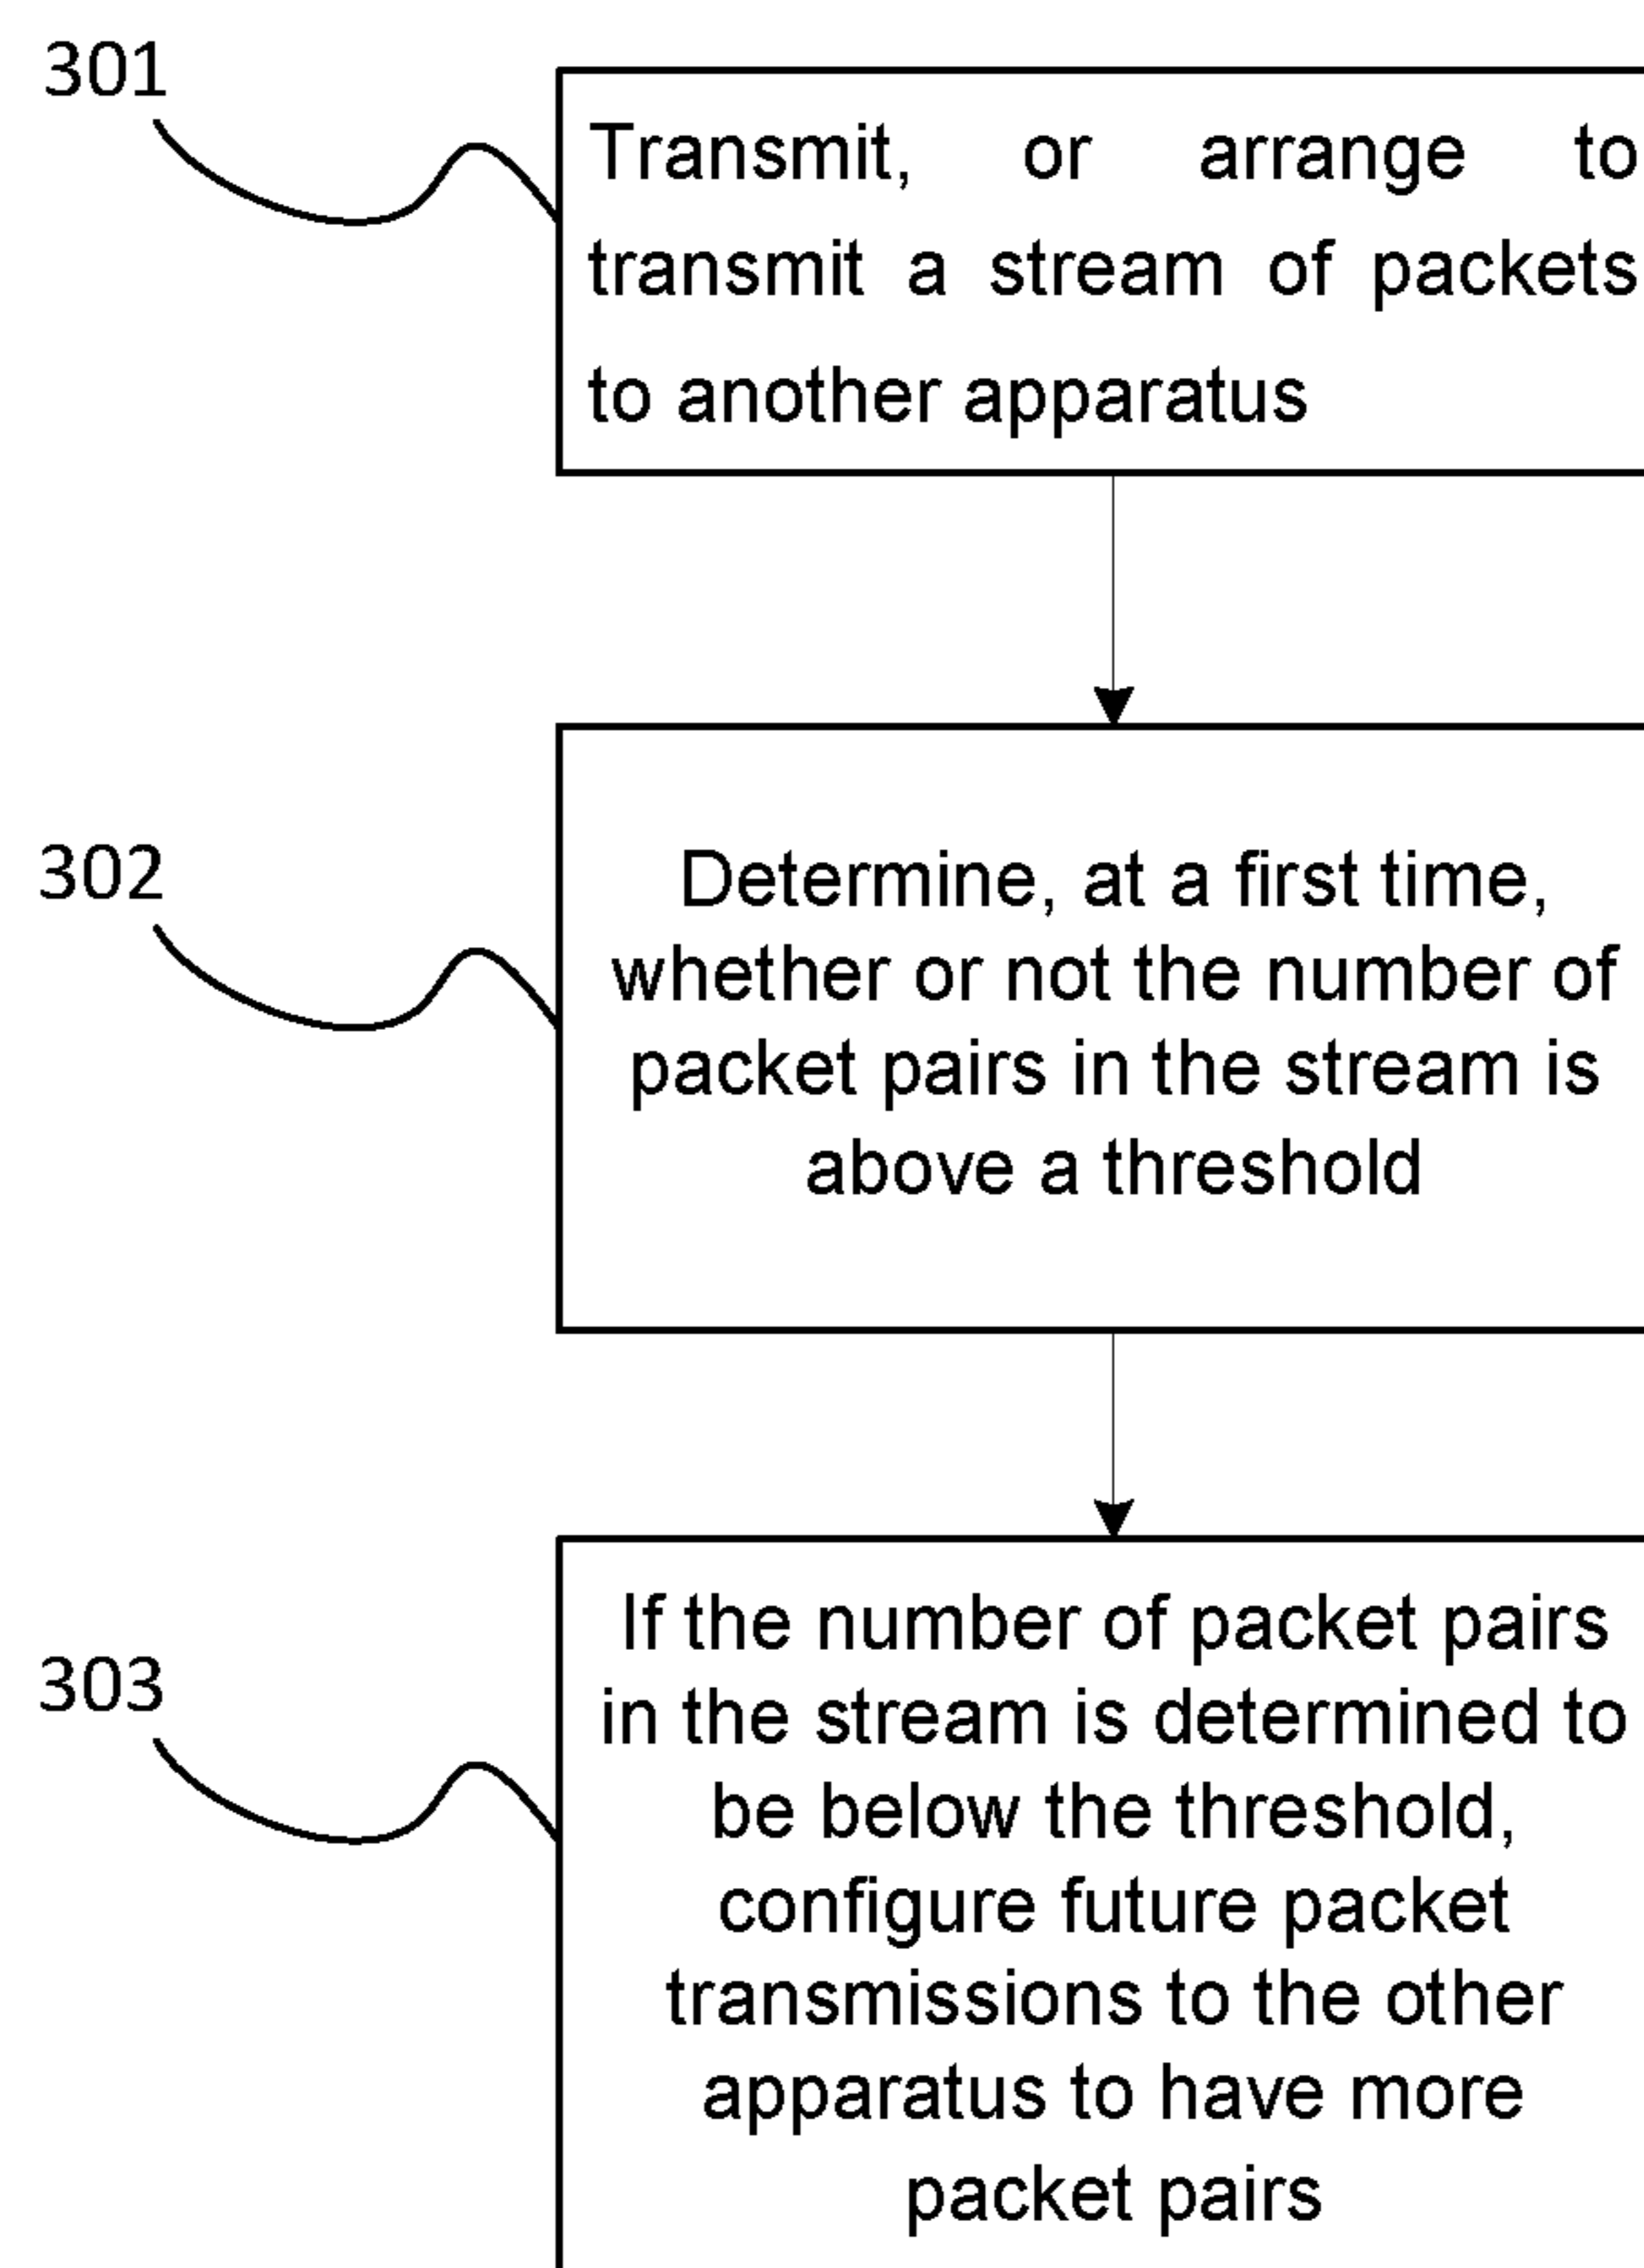 301
Transmit, or arrange to
transmit a stream of packets
to another apparatus
302
Determine, at a first time,
whether or not the number of
packet pairs in the stream is
above a threshold
303
If the number of packet pairs
in the stream is determined to
be below the threshold,
configure future packet
transmissions to the other
apparatus to have more
packet pairs